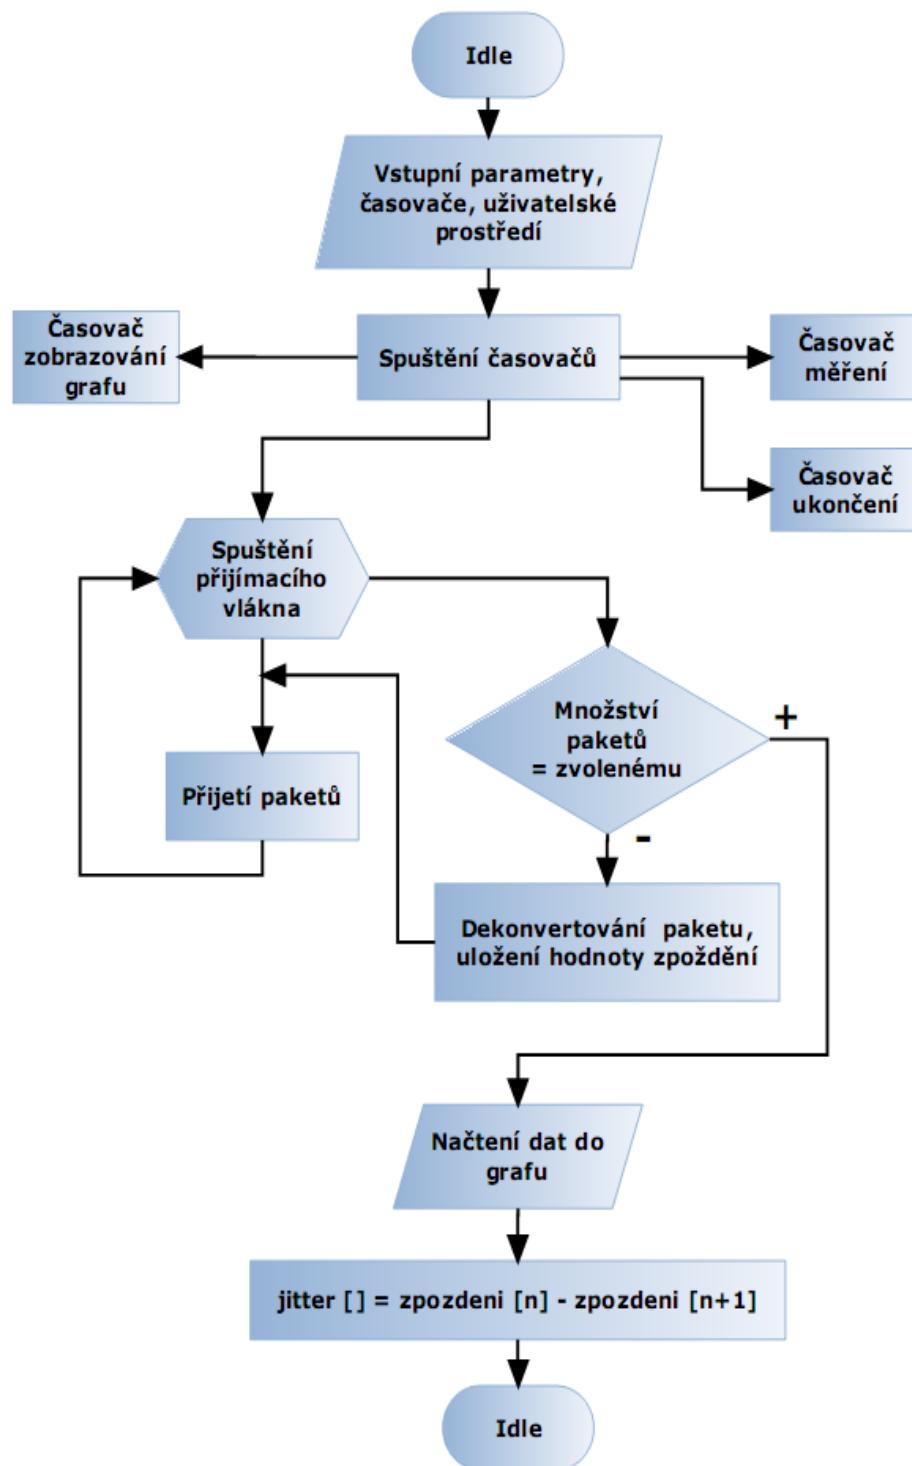 Idle
Vstupní parametry,
časovače, uživatelské
prostředí
Časovač
zobrazování
grafu
Spuštění časovačů
Časovač
měření
Časovač
ukončení
Spuštění
přijímacího
vlákna
Množství
paketů
= zvolenému
+
Přijetí paketů
-
Dekonvertování paketu,
uložení hodnoty zpoždění
Načtení dat do
grafu
jitter [] = zpozdeni [n] - zpozdeni [n+1]
Idle